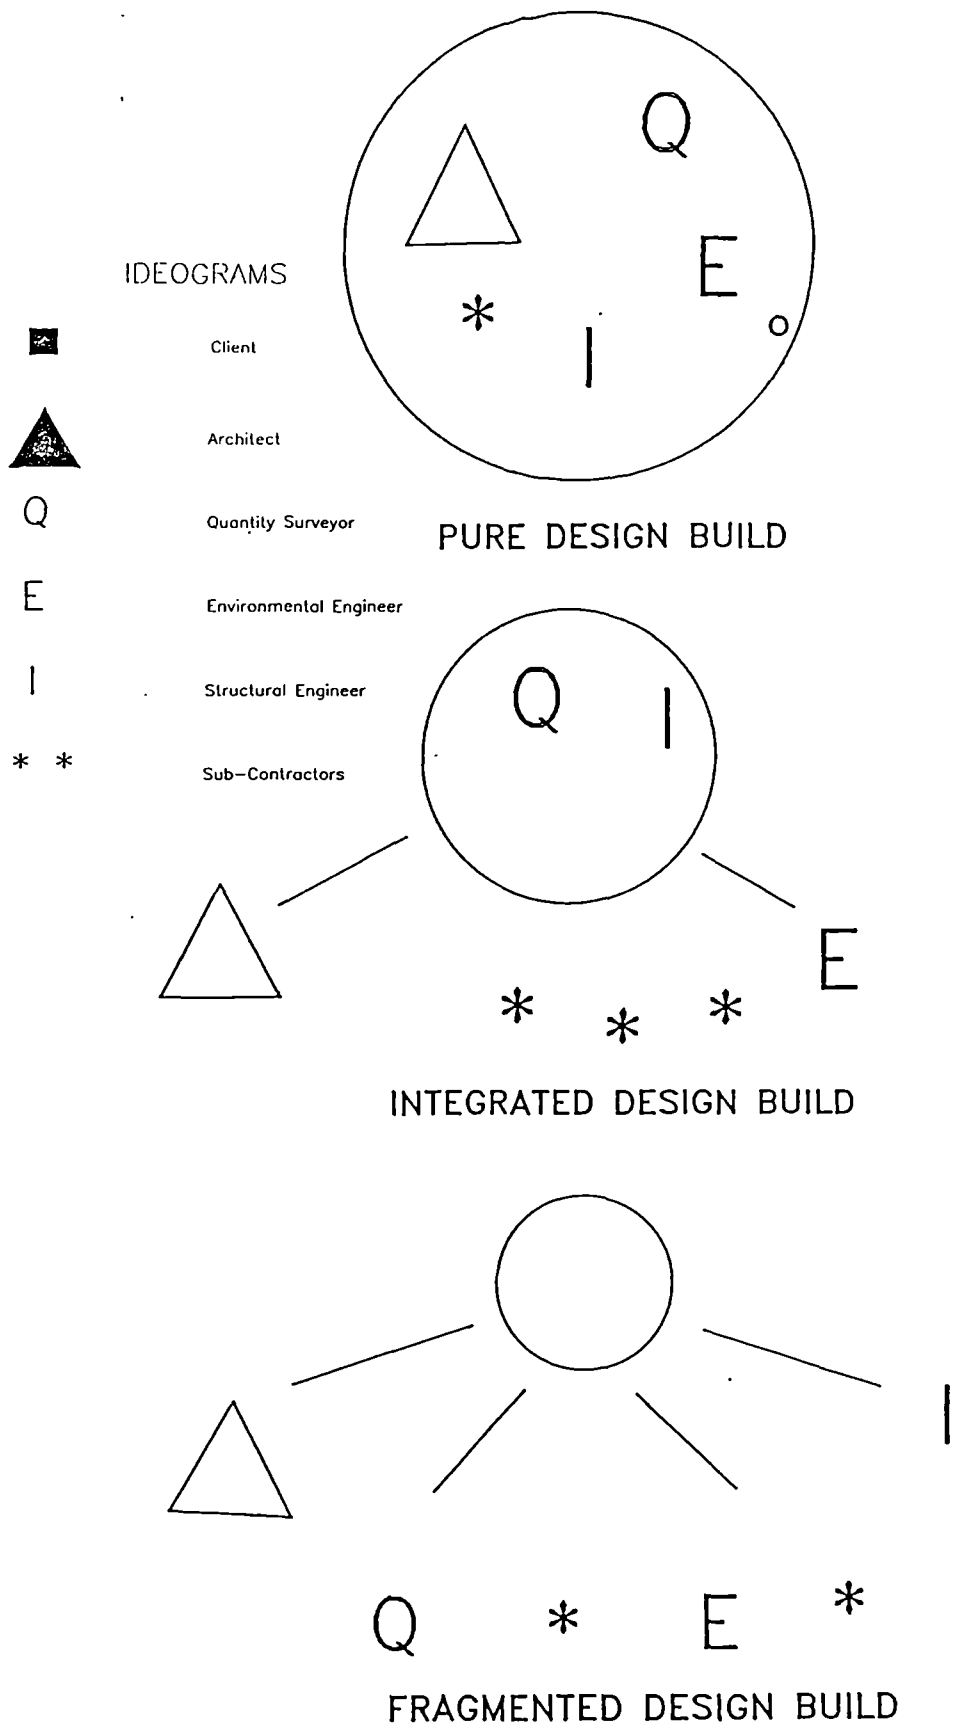 Q
E
* I o
PURE DESIGN BUILD
IDEOGRAMS
Client
Architect
Q Quantity Surveyor
E Environmental Engineer
I Structural Engineer
* * Sub-Contractors
Q I
E
* * *
INTEGRATED DESIGN BUILD
I
Q * E *
FRAGMENTED DESIGN BUILD